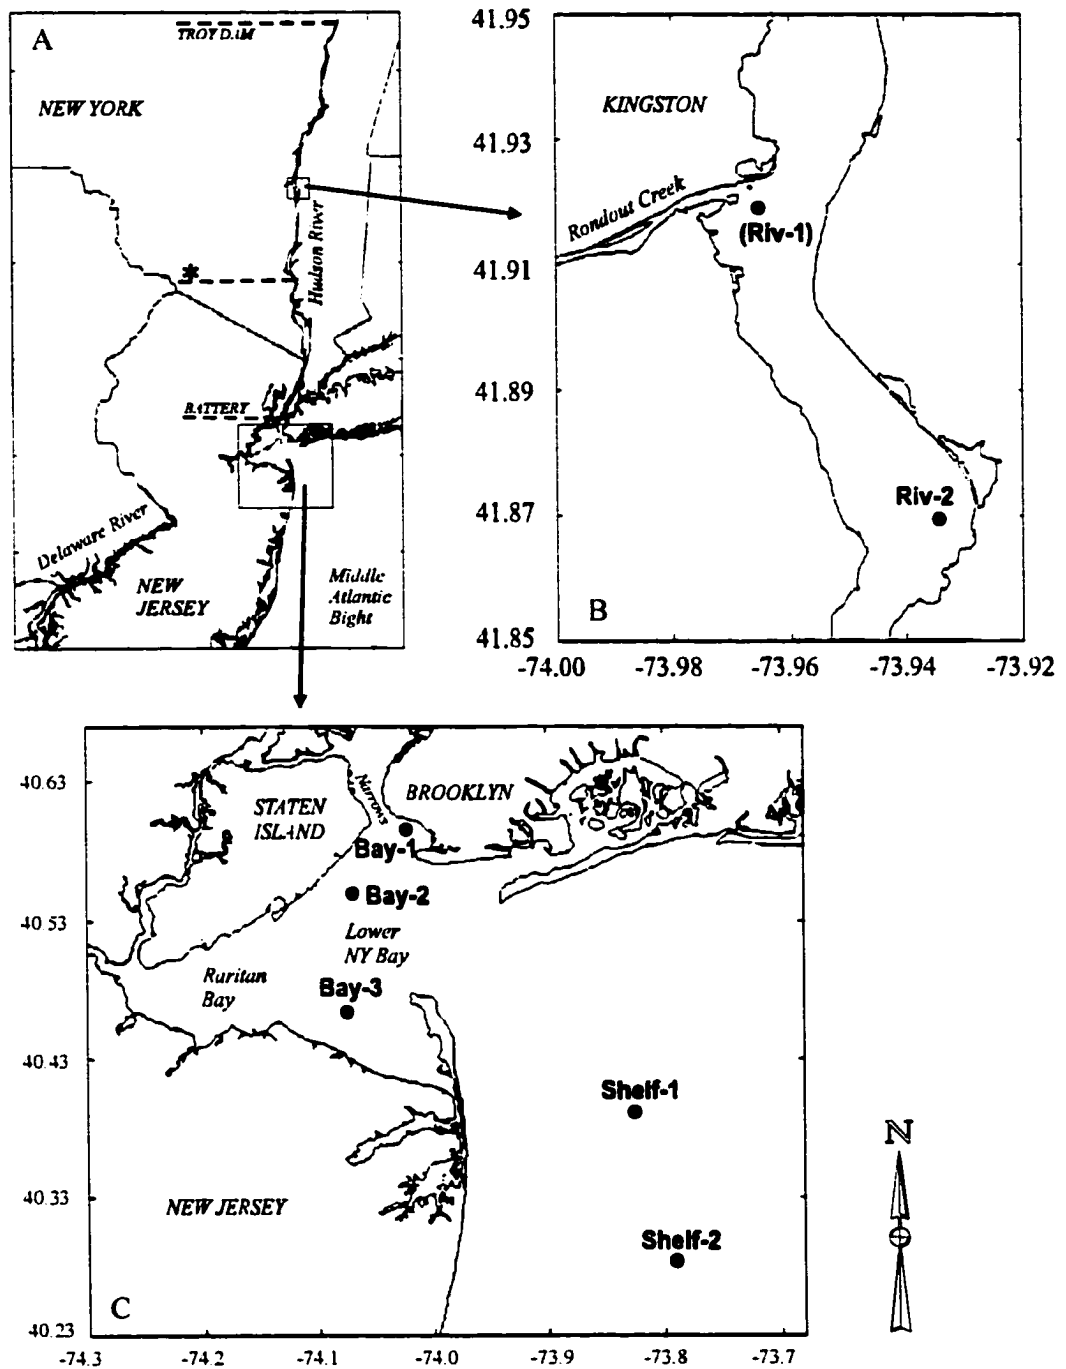 A
TROY DAM
NEW YORK
Hudson River
*
BATTERY
Delaware River
NEW
JERSEY
Middle
Atlantic
Bight
41.95
41.93
41.91
41.89
41.87
41.85
KINGSTON
Rondout Creek
(Riv-1)
Riv-2
B
-74.00
-73.98
-73.96
-73.94
-73.92
40.63
40.53
40.43
40.33
40.23
STATEN
ISLAND
Narrows
BROOKLYN
Bay-1
Bay-2
Lower
NY Bay
Raritan
Bay
Bay-3
Shelf-1
NEW JERSEY
Shelf-2
C
-74.3
-74.2
-74.1
-74.0
-73.9
-73.8
-73.7
N